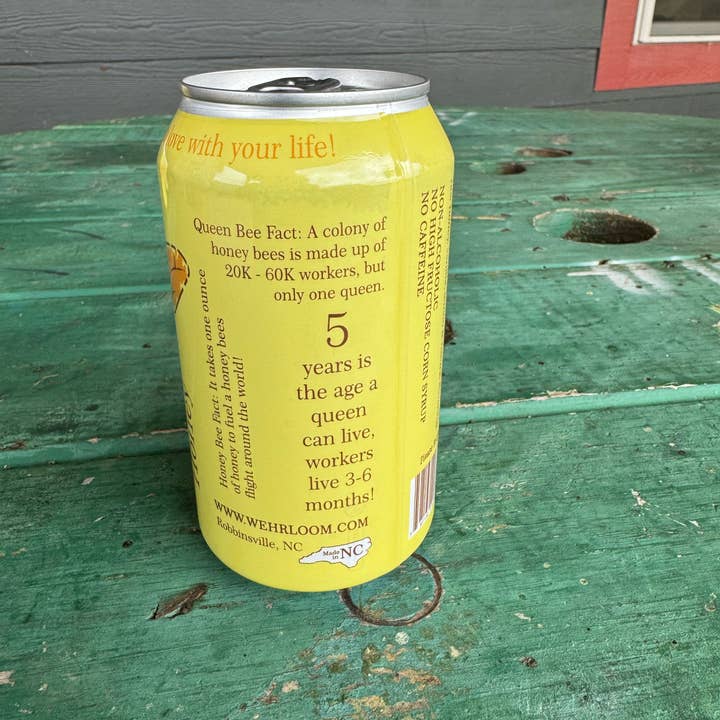 with your life!
Queen Bee Fact: A colony of
honey bees is made up of
20K - 60K workers, but
only one queen.
5
years is
the age a
queen
can live,
workers
live 3-6
months!
Honey Bee Fact: It takes one ounce
of honey to fuel a honey bees
flight around the world!
WWW.WEHRLOOM.COM
Robbinsville, NC
Made
in NC
NON-ALCOHOLIC
NO HIGH FRUCTOSE CORN SYRUP
NO CAFFEINE